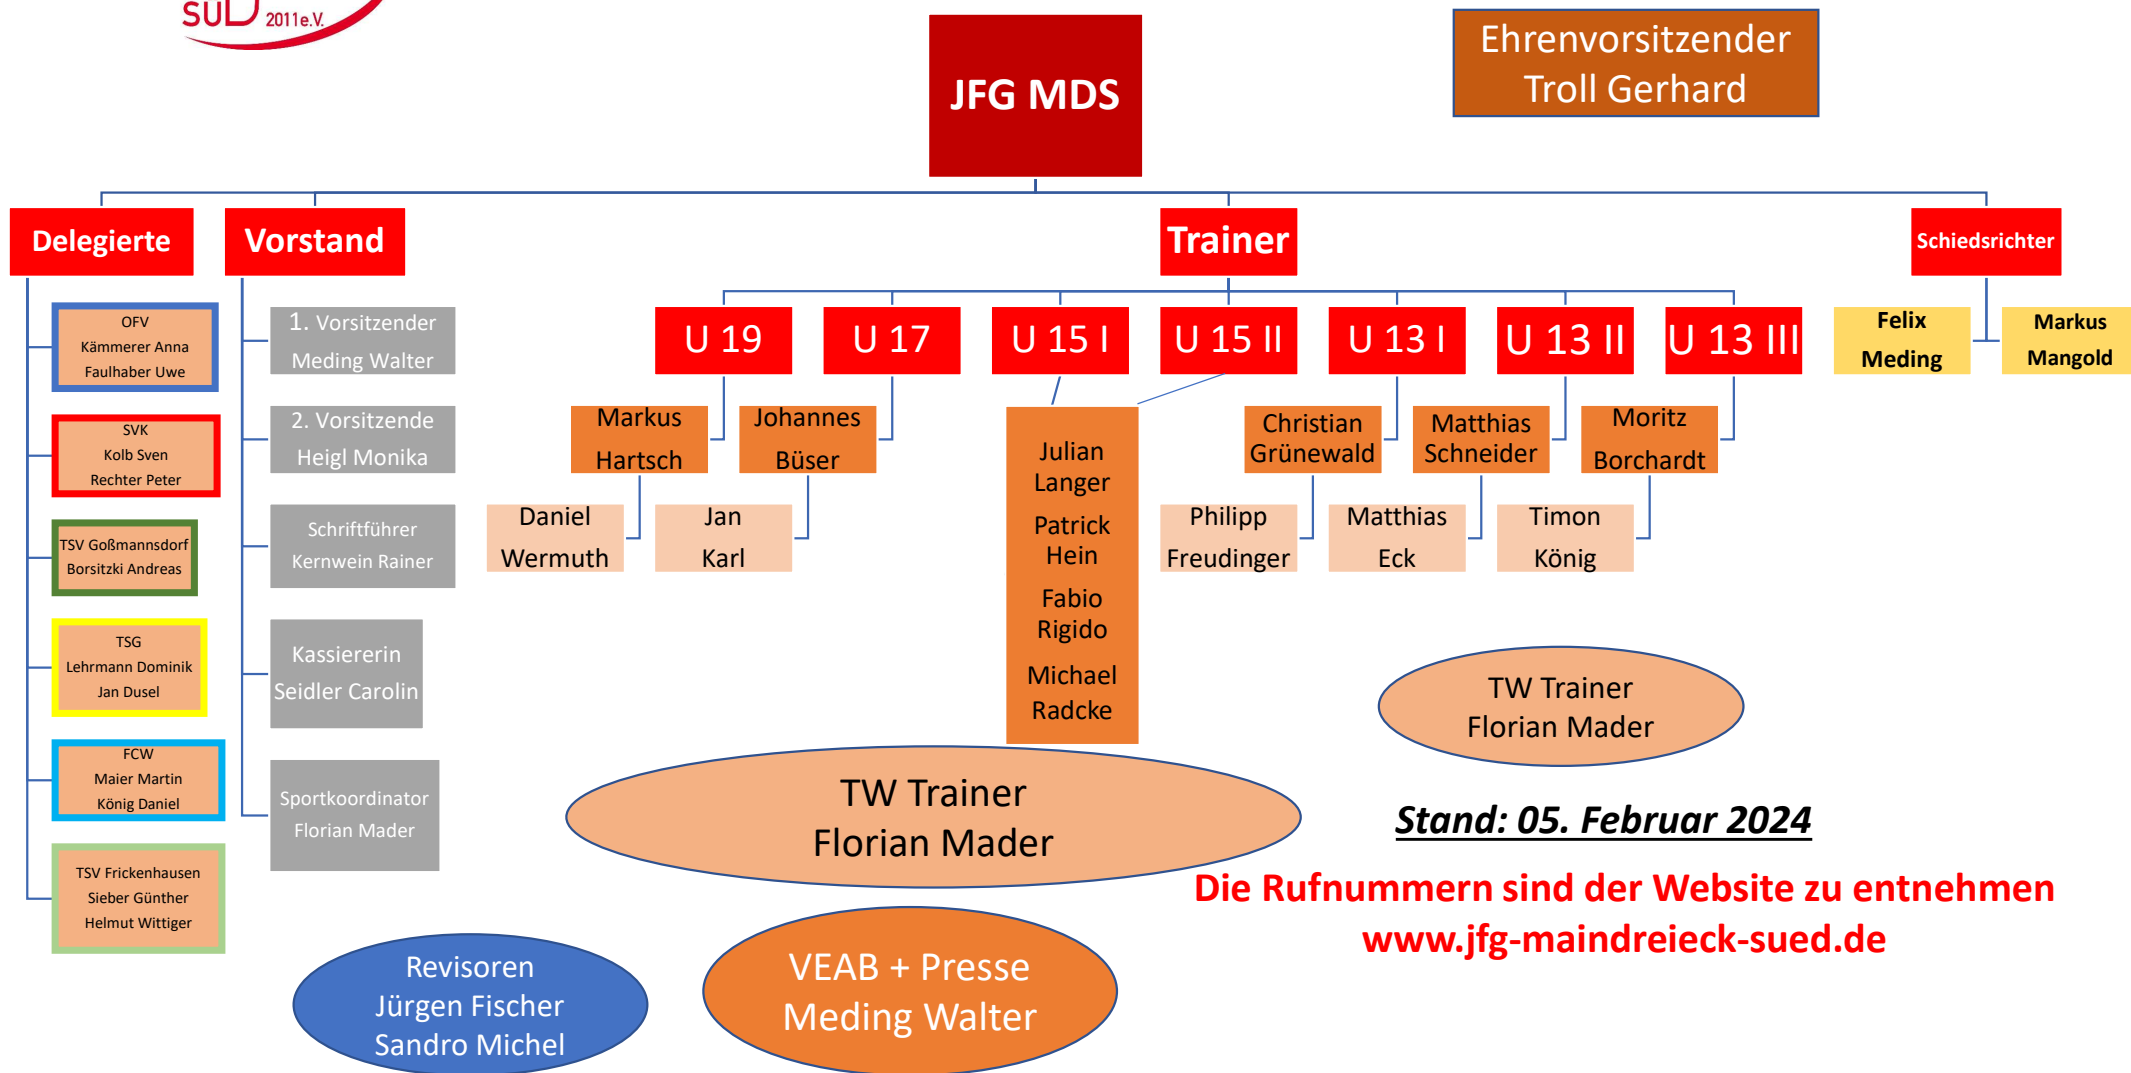 SÜD 2011e.V.
JFG MDS
Ehrenvorsitzender
Troll Gerhard
Delegierte
Vorstand
Trainer
Schiedsrichter
OFV
Kämmerer Anna
Faulhaber Uwe
SVK
Kolb Sven
Rechter Peter
TSV Goßmannsdorf
Borsitzki Andreas
TSG
Lehrmann Dominik
Jan Dusel
FCW
Maier Martin
König Daniel
TSV Frickenhausen
Sieber Günther
Helmut Wittiger
1. Vorsitzender
Meding Walter
2. Vorsitzende
Heigl Monika
Schriftführer
Kernwein Rainer
Kassiererin
Seidler Carolin
Sportkoordinator
Florian Mader
U 19
Markus
Hartsch
Daniel
Wermuth
U 17
Johannes
Büser
Jan
Karl
U 15 I
U 15 II
Julian
Langer
Patrick
Hein
Fabio
Rigido
Michael
Radcke
U 13 I
Christian
Grünewald
Philipp
Freudinger
U 13 II
Matthias
Schneider
Matthias
Eck
U 13 III
Moritz
Borchardt
Timon
König
Felix
Meding
Markus
Mangold
TW Trainer
Florian Mader
TW Trainer
Florian Mader
Stand: 05. Februar 2024
Die Rufnummern sind der Website zu entnehmen
www.jfg-maindreieck-sued.de
Revisoren
Jürgen Fischer
Sandro Michel
VEAB + Presse
Meding Walter